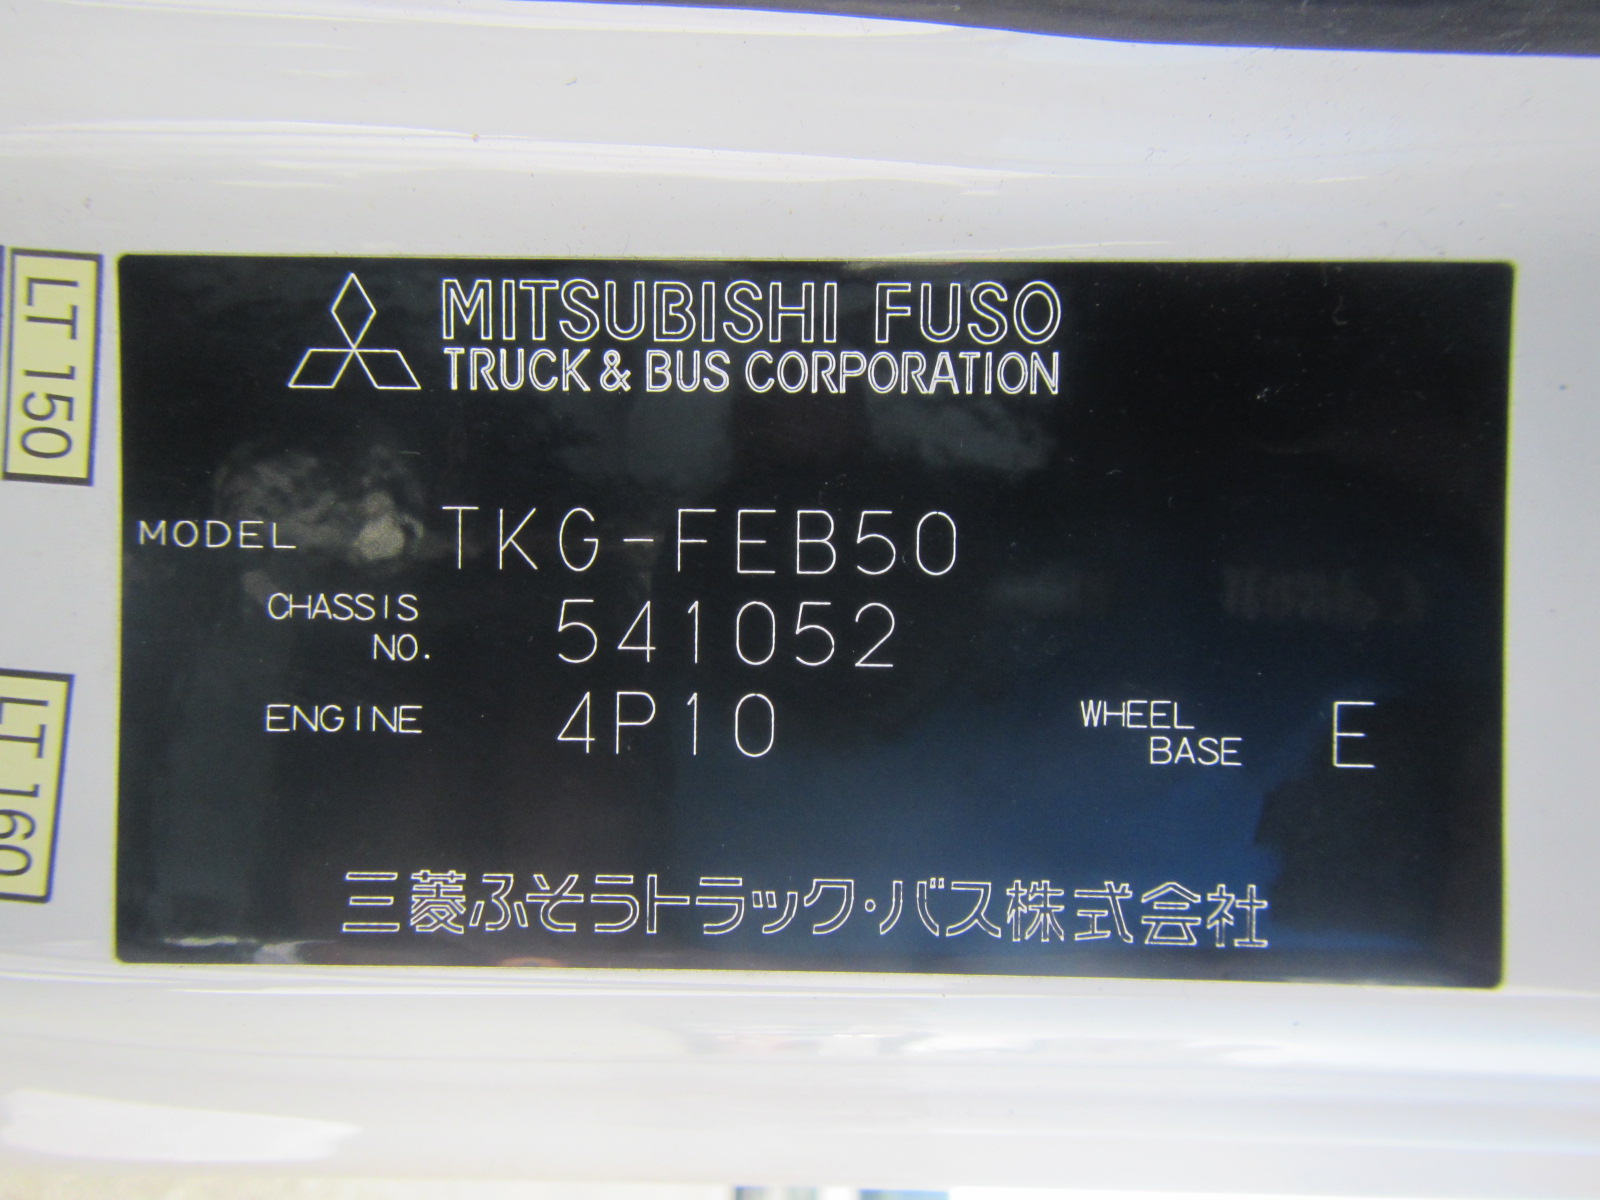 MITSUBISHI FUSO
TRUCK & BUS CORPORATION
MODEL TKG-FEB50
CHASSIS NO. 541052
ENGINE 4P10 WHEEL BASE E
三菱ふそうトラック・バス株式会社
LT 150
LT 160